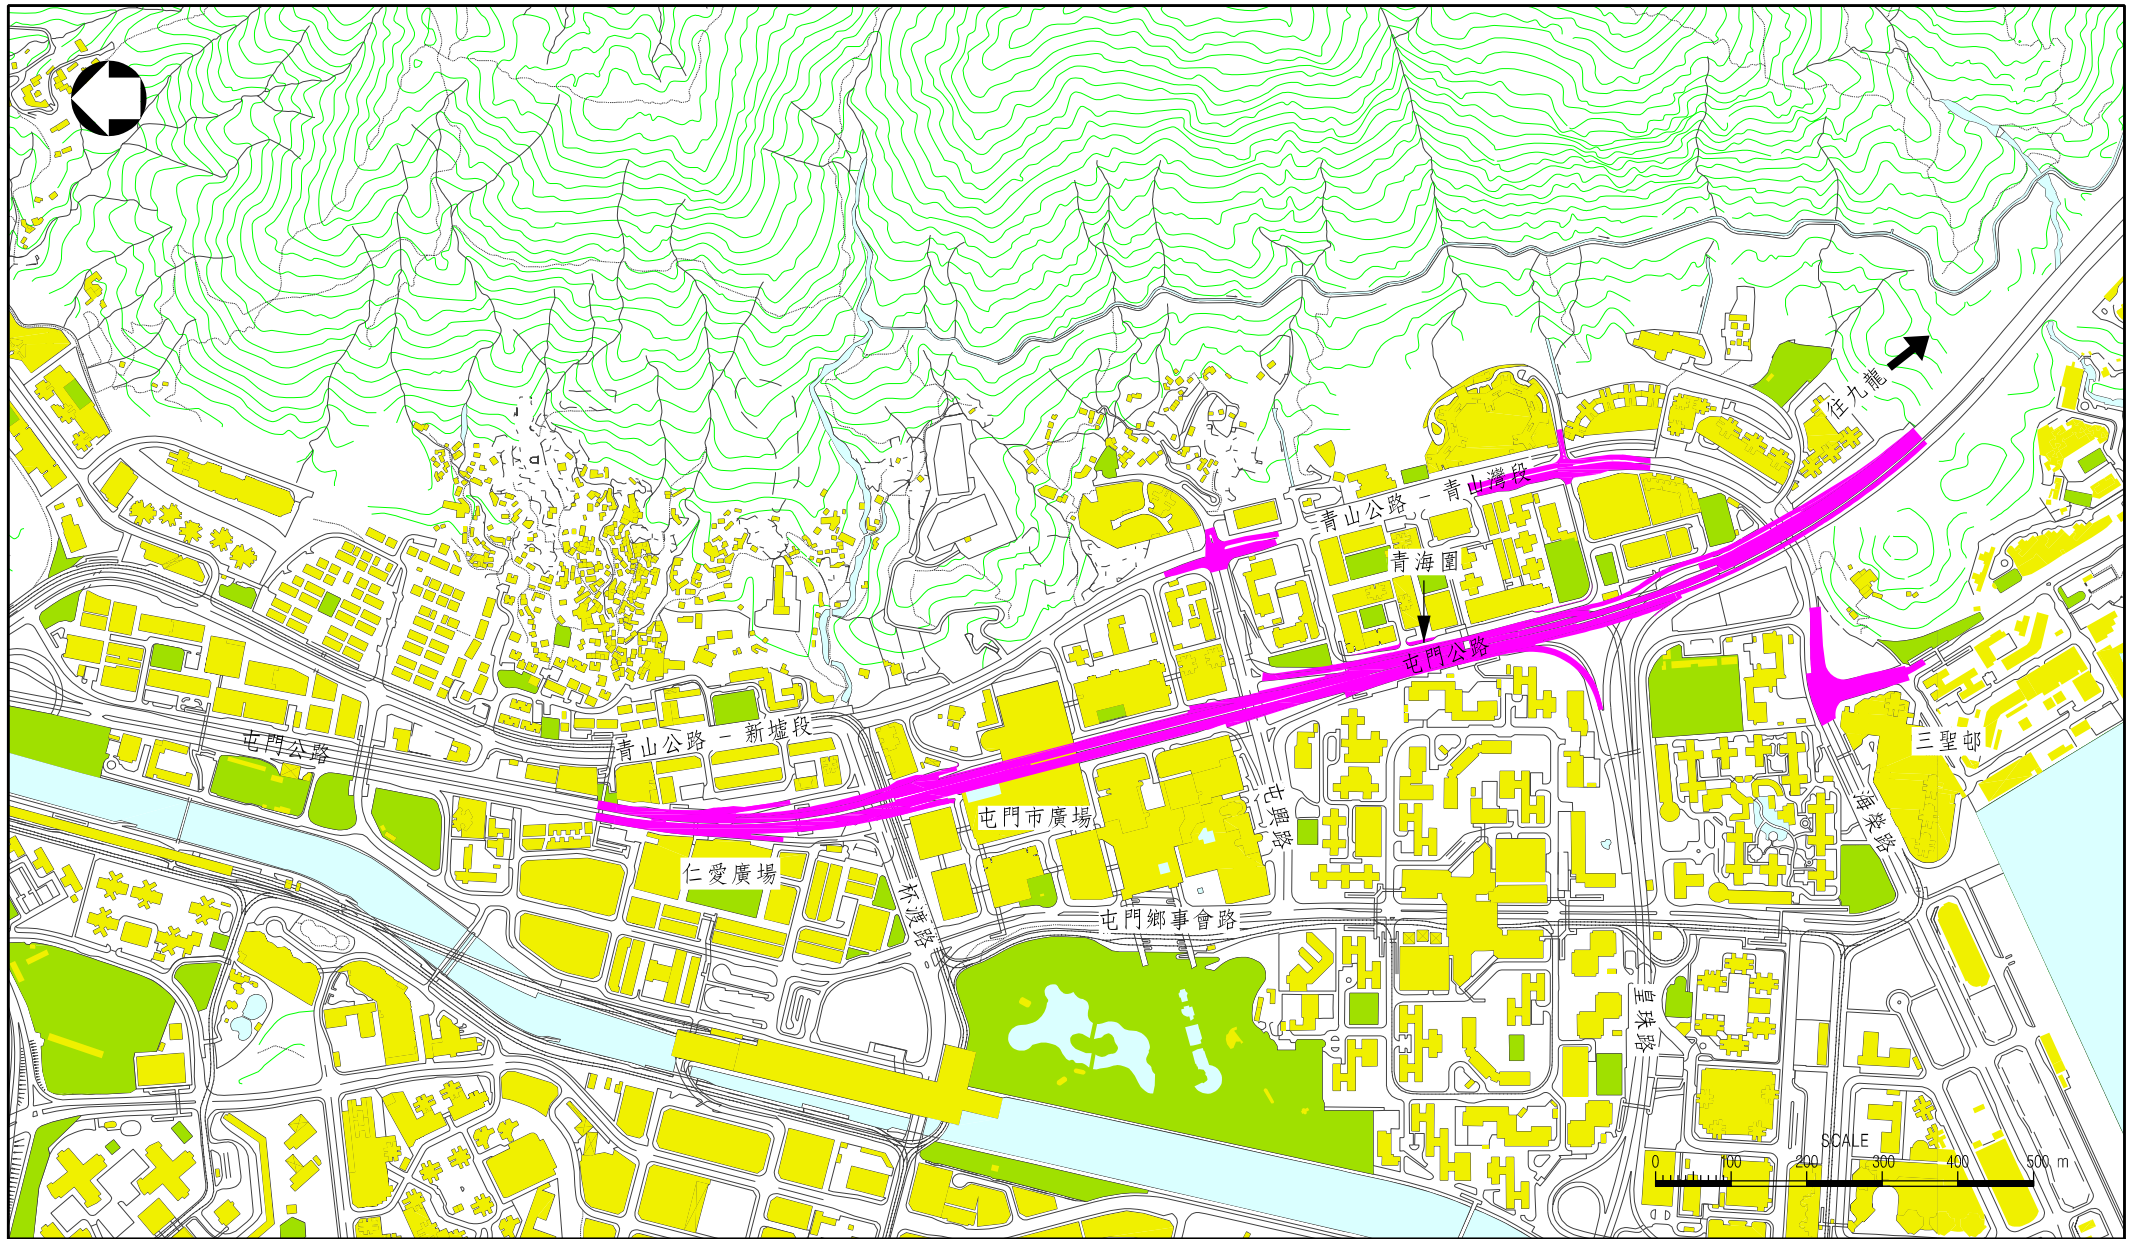 往九龍
青山公路 - 青山灣段
青海圍
屯門公路
青山公路 - 新墟段
屯門公路
三聖邨
屯門市廣場
屯興路
海榮路
仁愛廣場
杯渡路
屯門鄉事會路
皇珠路
SCALE
0 100 200 300 400 500 m